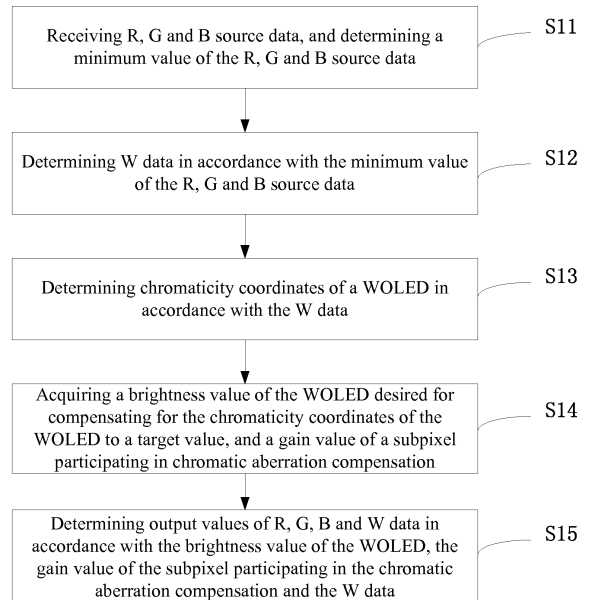 Receiving R, G and B source data, and determining a
minimum value of the R, G and B source data
S11
Determining W data in accordance with the minimum value
of the R, G and B source data
S12
Determining chromaticity coordinates of a WOLED in
accordance with the W data
S13
Acquiring a brightness value of the WOLED desired for
compensating for the chromaticity coordinates of the
WOLED to a target value, and a gain value of a subpixel
participating in chromatic aberration compensation
S14
Determining output values of R, G, B and W data in
accordance with the brightness value of the WOLED, the
gain value of the subpixel participating in the chromatic
aberration compensation and the W data
S15